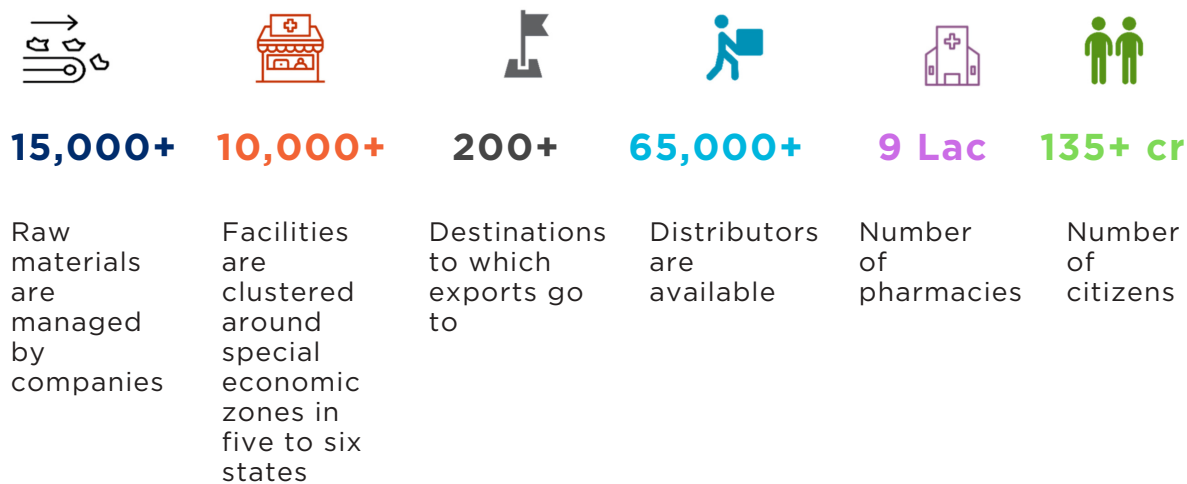 15,000+
10,000+
200+
65,000+
9 Lac
135+ cr
Raw
materials
are
managed
by
companies
Facilities
are
clustered
around
special
economic
zones in
five to six
states
Destinations
to which
exports go
to
Distributors
are
available
Number
of
pharmacies
Number
of
citizens